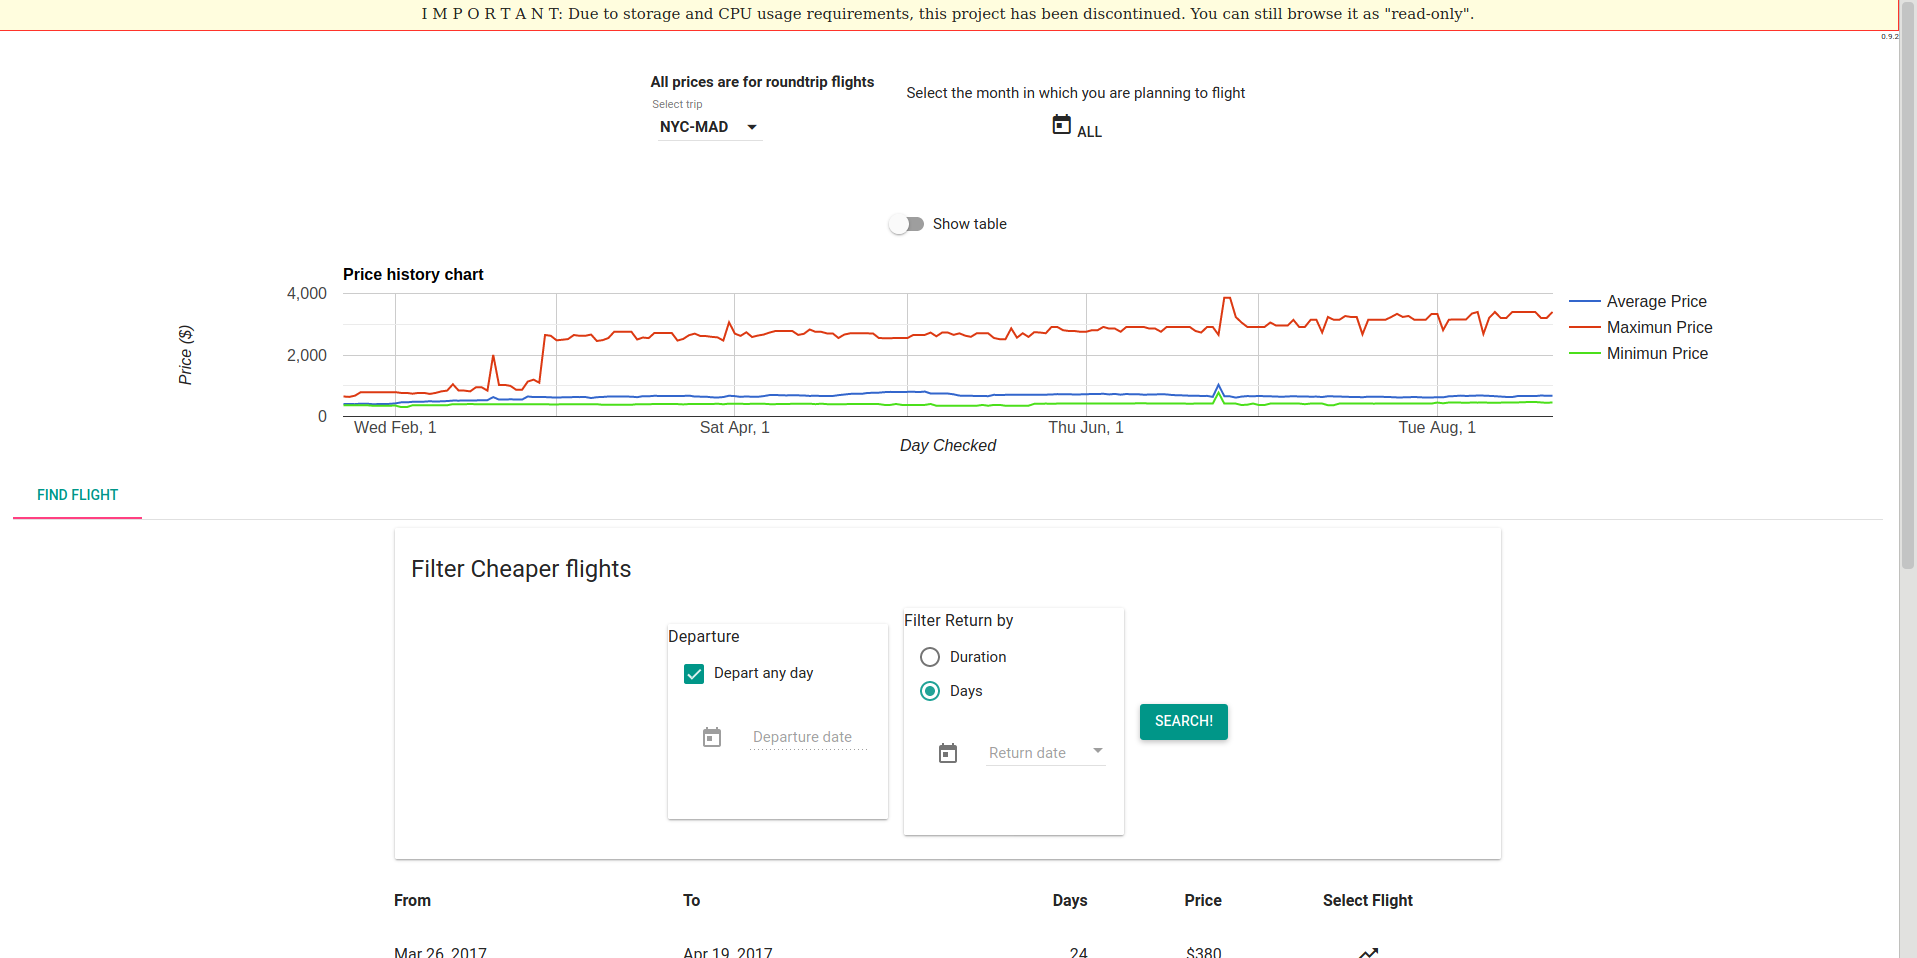 I M P O R T A N T: Due to storage and CPU usage requirements, this project has been discontinued. You can still browse it as "read-only".
0.9.2
All prices are for roundtrip flights
Select the month in which you are planning to flight
Select trip
NYC-MAD
ALL
Show table
Price history chart
4,000
2,000
0
Price ($)
Average Price
Maximun Price
Minimun Price
Wed Feb, 1 Sat Apr, 1 Thu Jun, 1 Tue Aug, 1
Day Checked
FIND FLIGHT
Filter Cheaper flights
Departure
Depart any day
Departure date
Filter Return by
Duration
Days
Return date
SEARCH!
From To Days Price Select Flight
Mar 26, 2017 Apr 19, 2017 24 $380